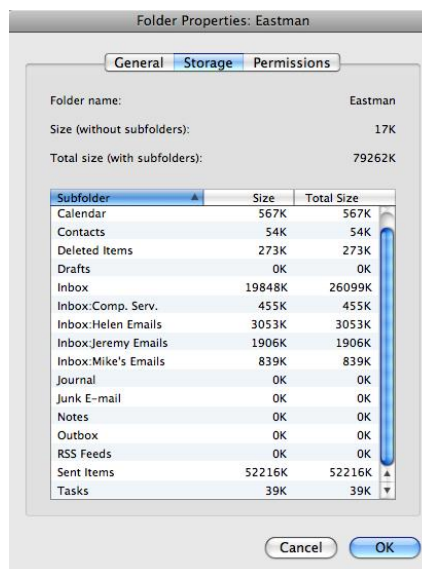 Folder Properties: Eastman
General Storage Permissions
Folder name: Eastman
Size (without subfolders): 17K
Total size (with subfolders): 79262K
Subfolder Size Total Size
Calendar 567K 567K
Contacts 54K 54K
Deleted Items 273K 273K
Drafts 0K 0K
Inbox 19848K 26099K
Inbox:Comp. Serv. 455K 455K
Inbox:Helen Emails 3053K 3053K
Inbox:Jeremy Emails 1906K 1906K
Inbox:Mike's Emails 839K 839K
Journal 0K 0K
Junk E-mail 0K 0K
Notes 0K 0K
Outbox 0K 0K
RSS Feeds 0K 0K
Sent Items 52216K 52216K
Tasks 39K 39K
Cancel OK